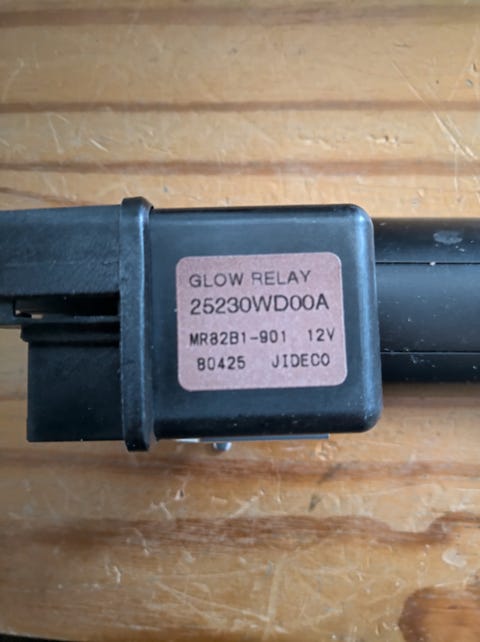 GLOW RELAY
25230WD00A
MR82B1-901 12V
80425 JIDECO